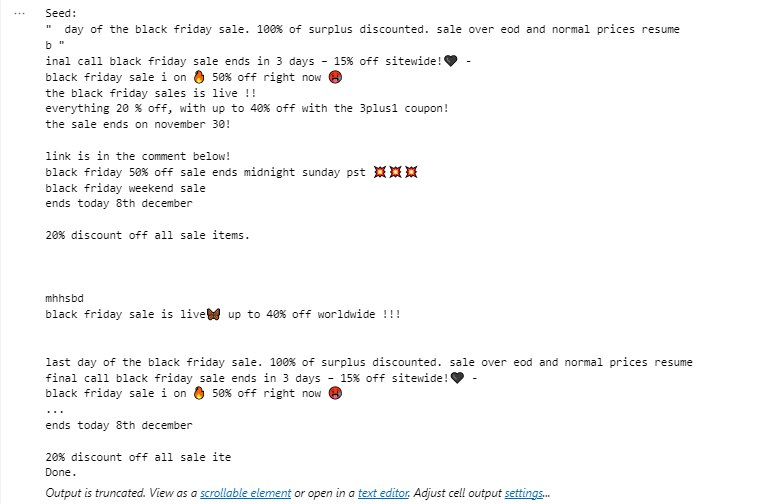 ...
Seed:
"  day of the black friday sale. 100% of surplus discounted. sale over eod and normal prices resume
b "
inal call black friday sale ends in 3 days – 15% off sitewide!🖤 -
black friday sale i on 🔥 50% off right now 🥵
the black friday sales is live !!
everything 20 % off, with up to 40% off with the 3plus1 coupon!
the sale ends on november 30!
link is in the comment below!
black friday 50% off sale ends midnight sunday pst 💥💥💥
black friday weekend sale
ends today 8th december
20% discount off all sale items.
mhhsbd
black friday sale is live🦋 up to 40% off worldwide !!!
last day of the black friday sale. 100% of surplus discounted. sale over eod and normal prices resume
final call black friday sale ends in 3 days – 15% off sitewide!🖤 -
black friday sale i on 🔥 50% off right now 🥵
...
ends today 8th december
20% discount off all sale ite
Done.
Output is truncated. View as a scrollable element or open in a text editor. Adjust cell output settings...